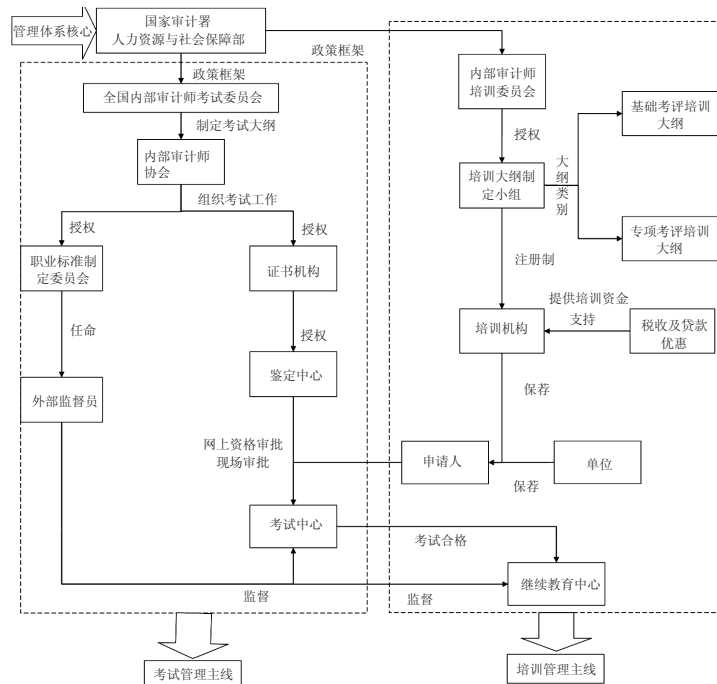 管理体系核心
国家审计署
人力资源与社会保障部
政策框架
政策框架
全国内部审计师考试委员会
制定考试大纲
内部审计师
协会
组织考试工作
授权
授权
职业标准制
定委员会
证书机构
任命
授权
外部监督员
鉴定中心
网上资格审批
现场审批
考试中心
监督
考试管理主线
内部审计师
培训委员会
授权
培训大纲制
定小组
大
纲
类
别
基础考评培训
大纲
专项考评培训
大纲
注册制
提供培训资金
支持
培训机构
税收及贷款
优惠
保荐
申请人
单位
保荐
考试合格
继续教育中心
监督
培训管理主线